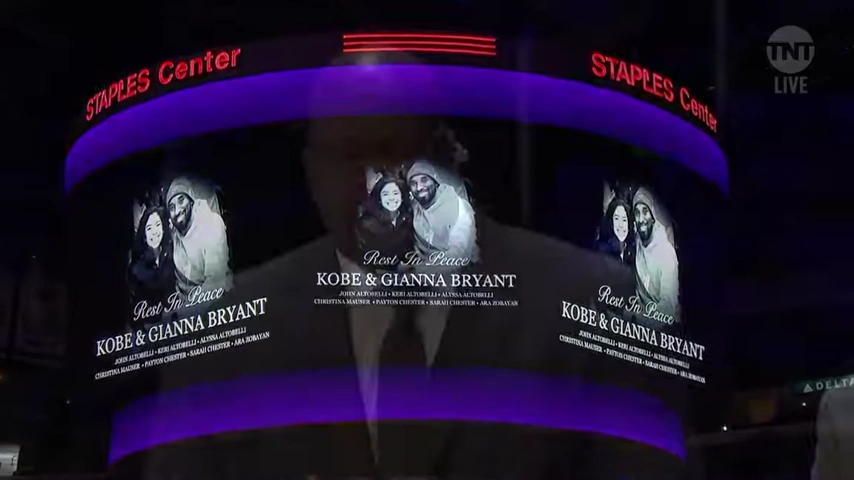 TNT
LIVE
STAPLES Center
STAPLES Center
Rest In Peace
KOBE & GIANNA BRYANT
JOHN ALTOBELLI • KERI ALTOBELLI • ALYSSA ALTOBELLI
CHRISTINA MAUSER • PAYTON CHESTER • SARAH CHESTER • ARA ZOBAYAN
Rest In Peace
KOBE & GIANNA BRYANT
JOHN ALTOBELLI • KERI ALTOBELLI • ALYSSA ALTOBELLI
CHRISTINA MAUSER • PAYTON CHESTER • SARAH CHESTER • ARA ZOBAYAN
Rest In Peace
KOBE & GIANNA BRYANT
JOHN ALTOBELLI • KERI ALTOBELLI • ALYSSA ALTOBELLI
CHRISTINA MAUSER • PAYTON CHESTER • SARAH CHESTER • ARA ZOBAYAN
DELTA